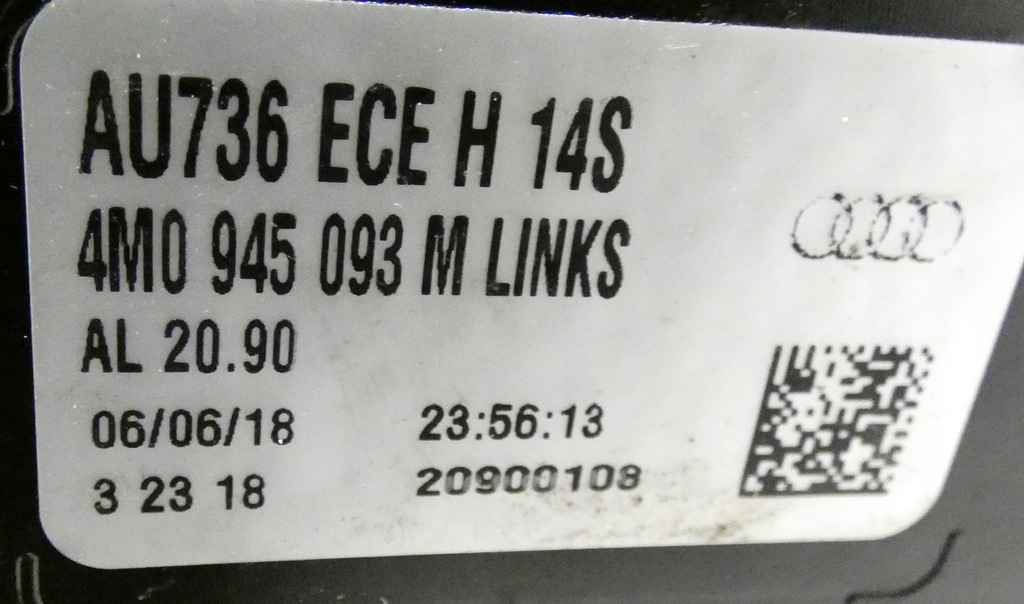 AU736 ECE H 14S
4M0 945 093 M LINKS
AL 20.90
06/06/18 23:56:13
3 23 18 20900108